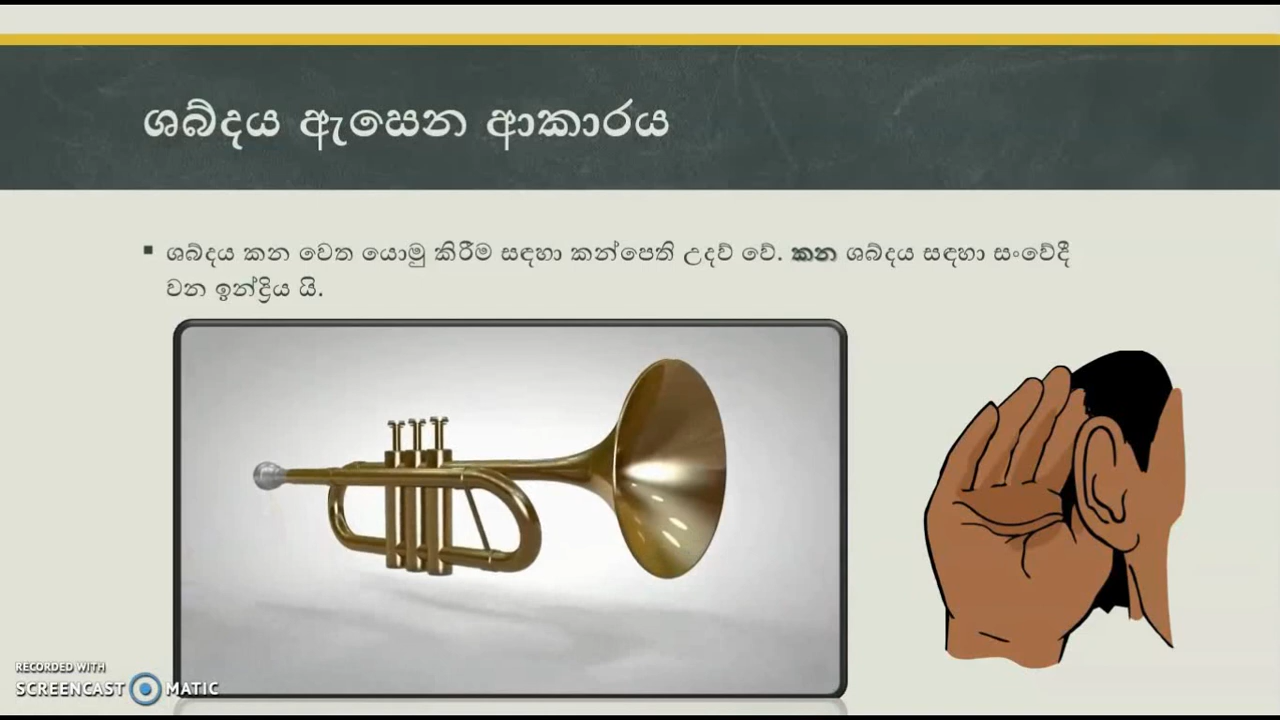 ශබ්දය ඇසෙන ආකාරය
ශබ්දය කන වෙත යොමු කිරීම සඳහා කන්පෙති උදව් වේ. කන ශබ්දය සඳහා සංවේදී
වන ඉන්ද්‍රිය යි.
RECORDED WITH
SCREENCAST MATIC